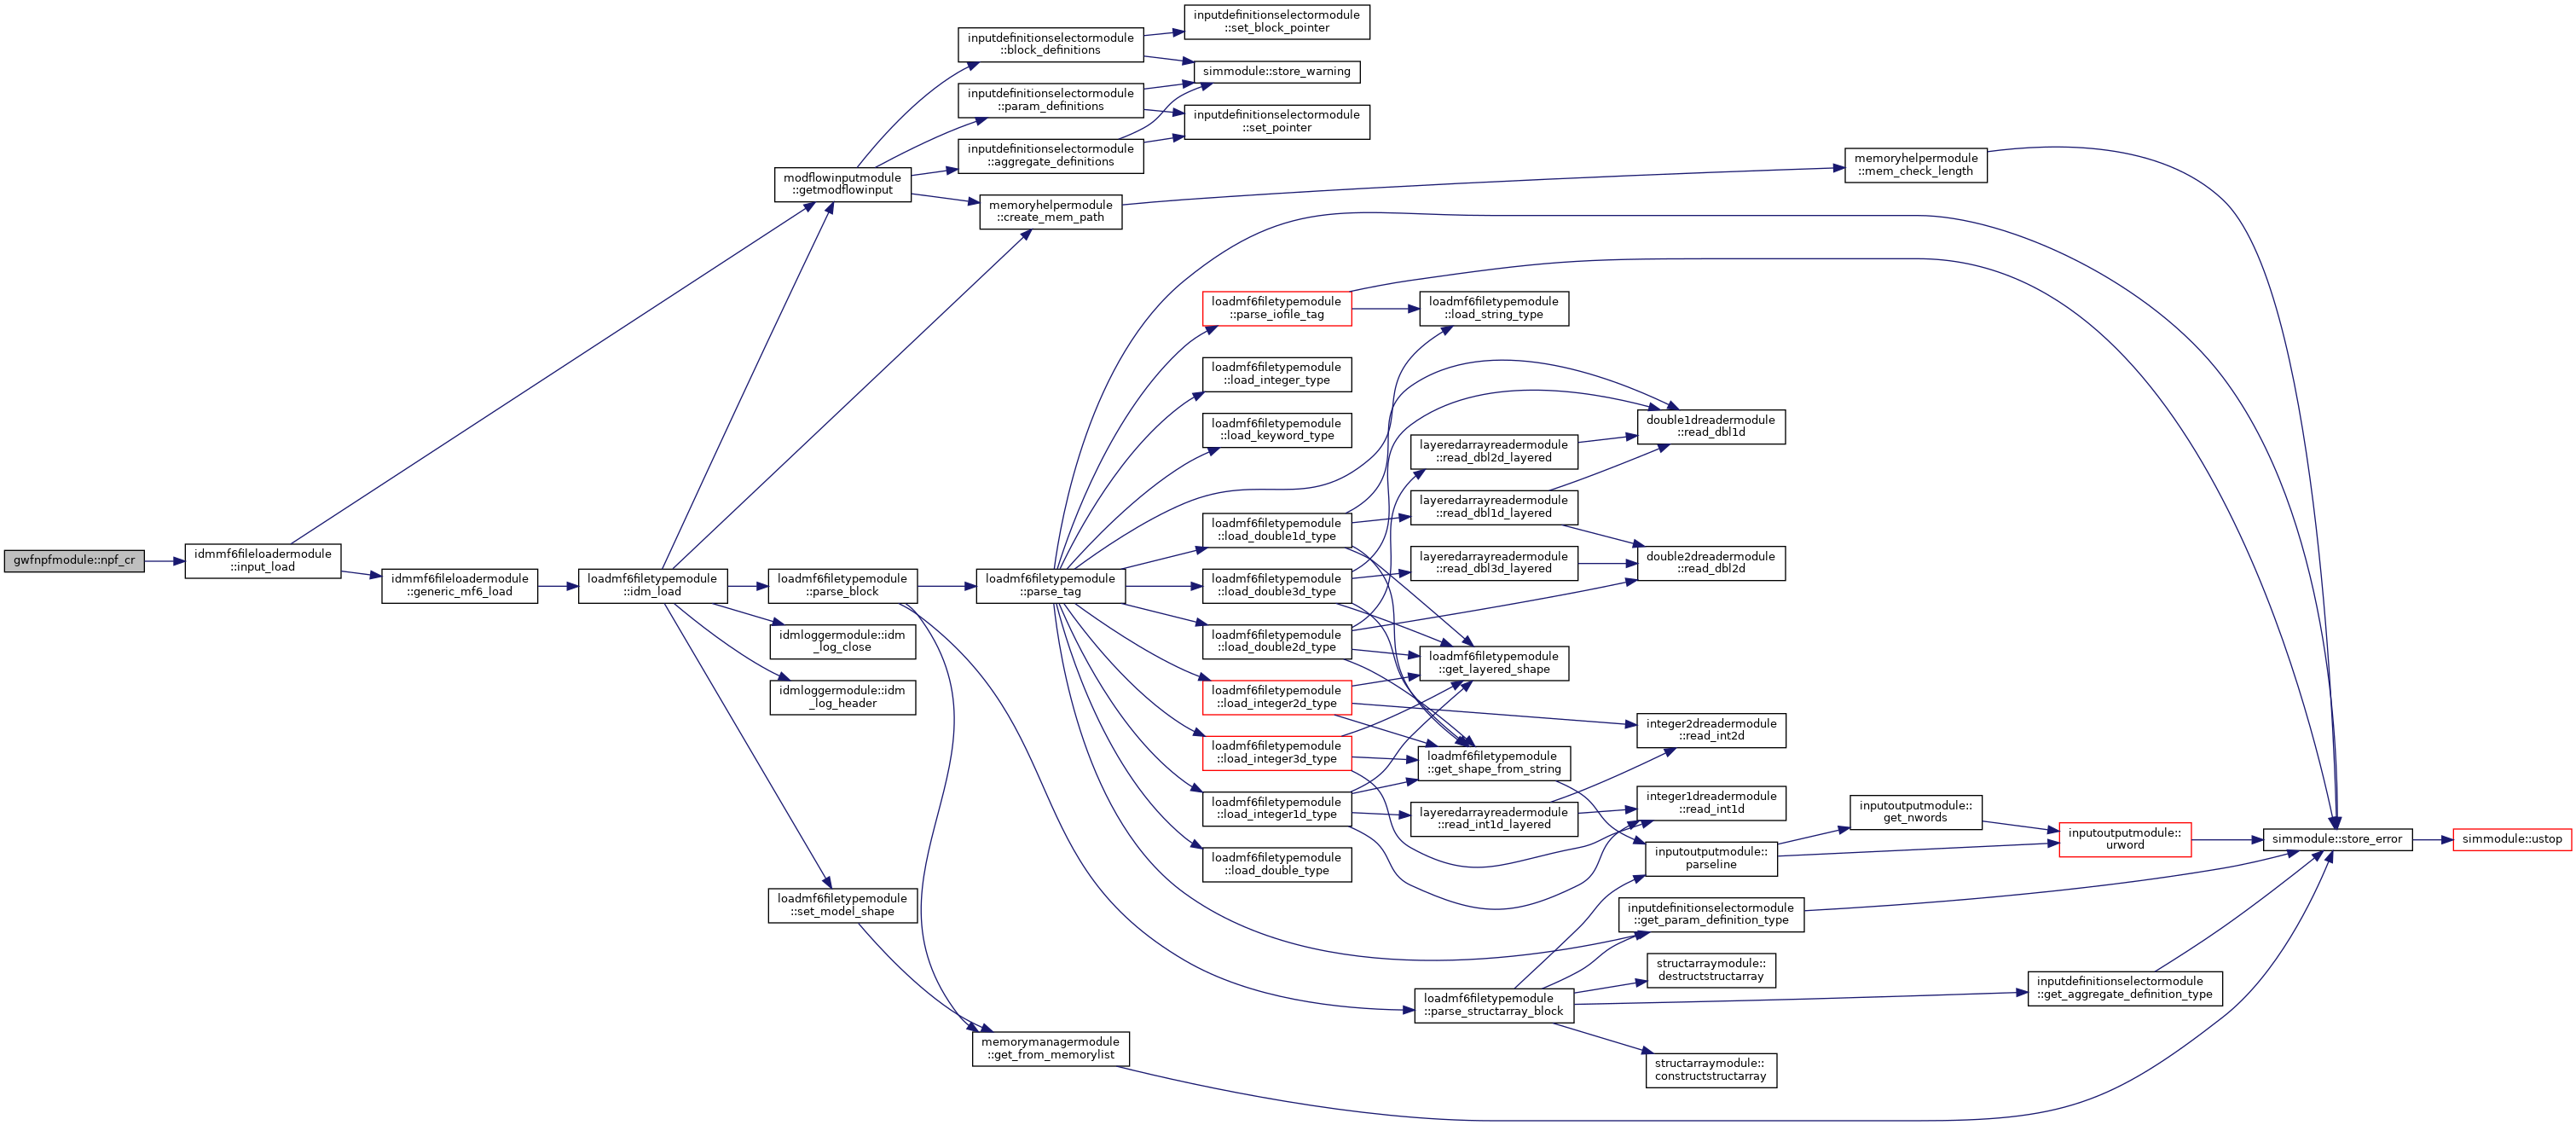 gwfnpfmodule::npf_cr
idmmf6fileloadermodule
::input_load
idmmf6fileloadermodule
::generic_mf6_load
loadmf6filetypemodule
::idm_load
modflowinputmodule
::getmodflowinput
loadmf6filetypemodule
::parse_block
idmloggermodule::idm
_log_close
idmloggermodule::idm
_log_header
loadmf6filetypemodule
::set_model_shape
inputdefinitionselectormodule
::block_definitions
inputdefinitionselectormodule
::param_definitions
inputdefinitionselectormodule
::aggregate_definitions
memoryhelpermodule
::create_mem_path
loadmf6filetypemodule
::parse_tag
memorymanagermodule
::get_from_memorylist
inputdefinitionselectormodule
::set_block_pointer
simmodule::store_warning
inputdefinitionselectormodule
::set_pointer
loadmf6filetypemodule
::parse_iofile_tag
loadmf6filetypemodule
::load_integer_type
loadmf6filetypemodule
::load_keyword_type
loadmf6filetypemodule
::load_double1d_type
loadmf6filetypemodule
::load_double3d_type
loadmf6filetypemodule
::load_double2d_type
loadmf6filetypemodule
::load_integer2d_type
loadmf6filetypemodule
::load_integer3d_type
loadmf6filetypemodule
::load_integer1d_type
loadmf6filetypemodule
::load_double_type
loadmf6filetypemodule
::load_string_type
layeredarrayreadermodule
::read_dbl2d_layered
layeredarrayreadermodule
::read_dbl1d_layered
layeredarrayreadermodule
::read_dbl3d_layered
loadmf6filetypemodule
::get_layered_shape
loadmf6filetypemodule
::get_shape_from_string
layeredarrayreadermodule
::read_int1d_layered
loadmf6filetypemodule
::parse_structarray_block
double1dreadermodule
::read_dbl1d
double2dreadermodule
::read_dbl2d
integer2dreadermodule
::read_int2d
integer1dreadermodule
::read_int1d
inputoutputmodule::
parseline
inputdefinitionselectormodule
::get_param_definition_type
structarraymodule::
destructstructarray
structarraymodule::
constructstructarray
memoryhelpermodule
::mem_check_length
inputoutputmodule::
get_nwords
inputoutputmodule::
urword
inputdefinitionselectormodule
::get_aggregate_definition_type
simmodule::store_error
simmodule::ustop